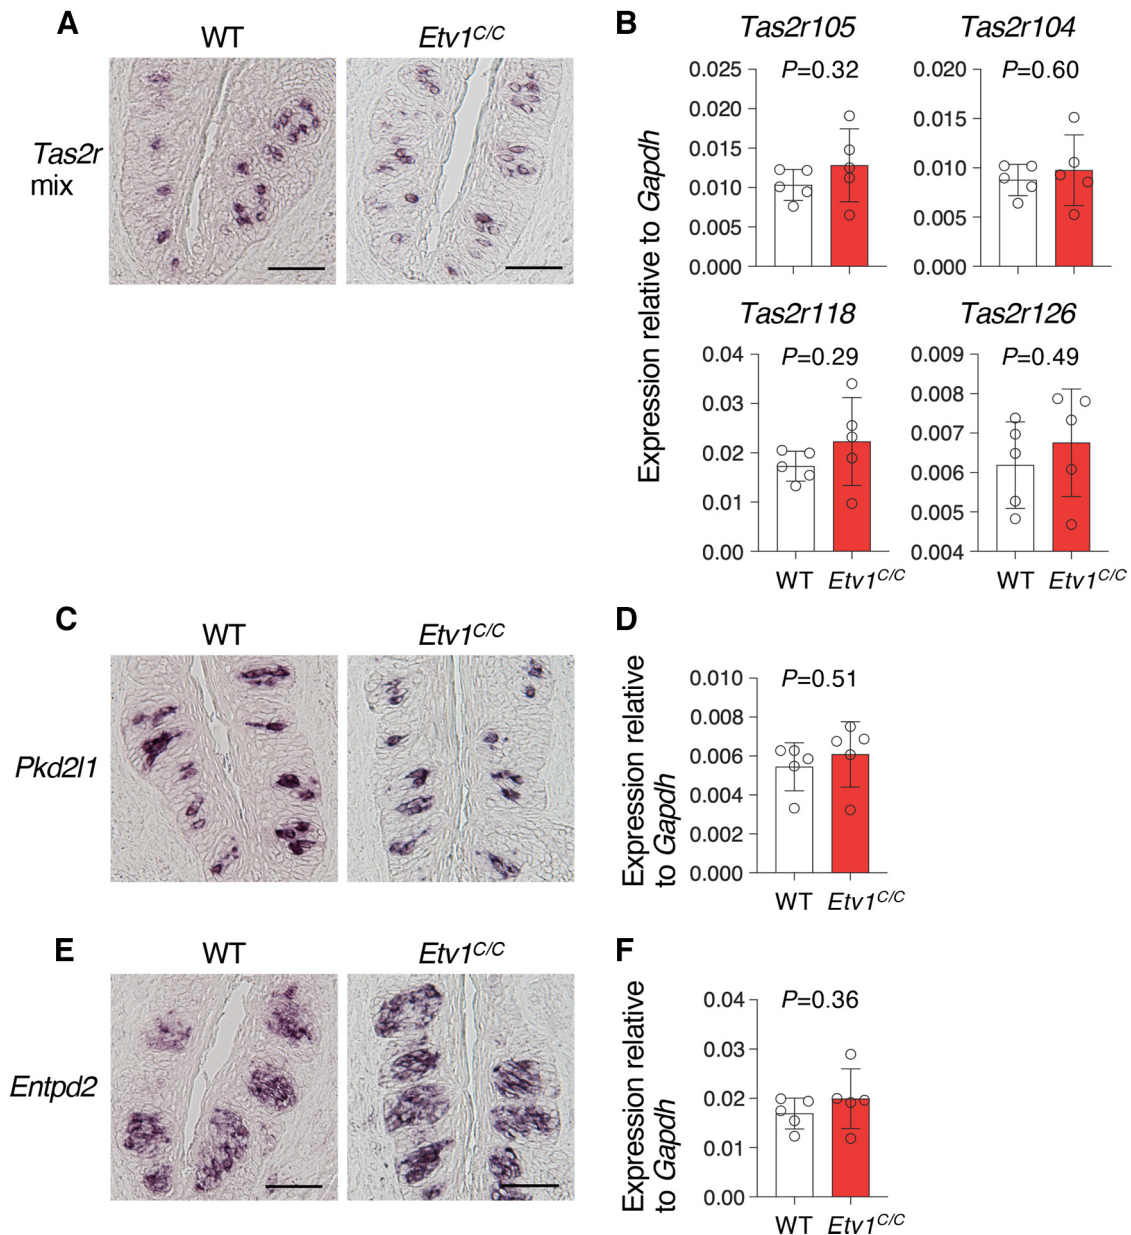 A
WT
Etv1C/C
Tas2r
mix
B
Tas2r105
Tas2r104
Expression relative to Gapdh
P=0.32
0.025
0.020
0.015
0.010
0.005
0.000
P=0.60
0.020
0.015
0.010
0.005
0.000
Tas2r118
Tas2r126
P=0.29
0.04
0.03
0.02
0.01
0.00
WT
Etv1C/C
P=0.49
0.009
0.008
0.007
0.006
0.005
0.004
WT
Etv1C/C
C
WT
Etv1C/C
Pkd2l1
D
Expression relative
to Gapdh
P=0.51
0.010
0.008
0.006
0.004
0.002
0.000
WT
Etv1C/C
E
WT
Etv1C/C
Entpd2
F
Expression relative
to Gapdh
P=0.36
0.04
0.03
0.02
0.01
0.00
WT
Etv1C/C